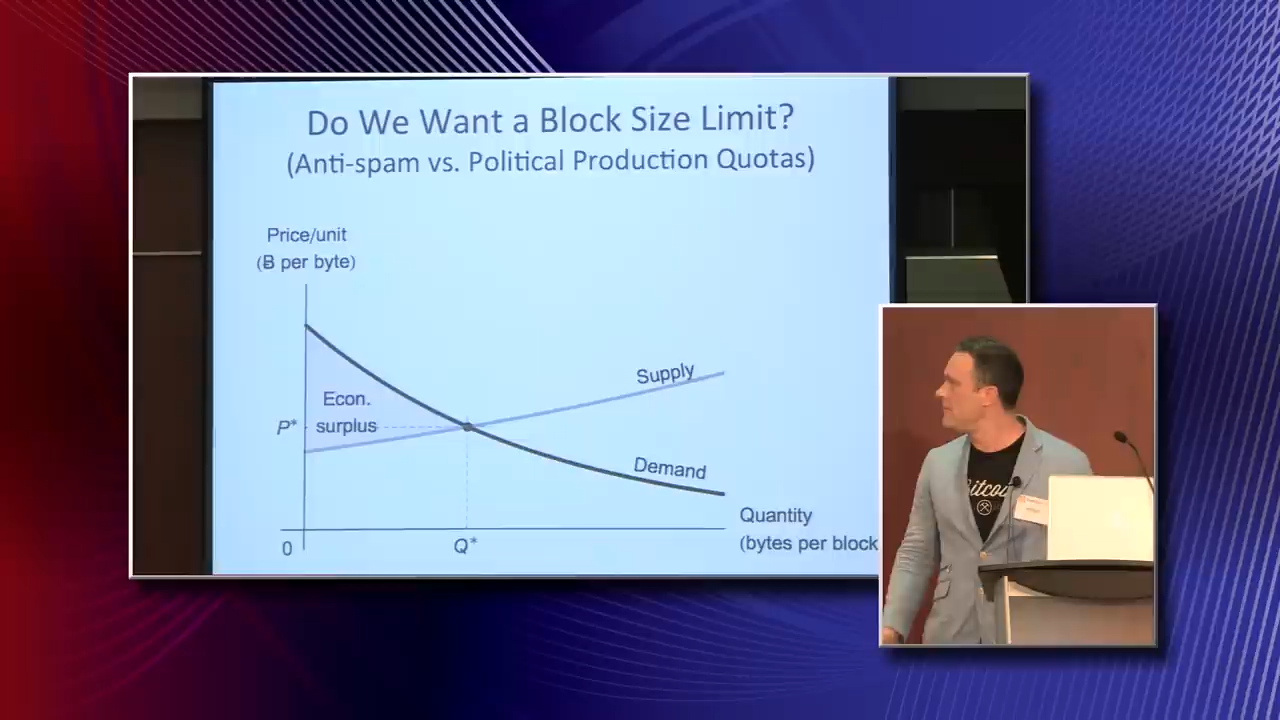 Do We Want a Block Size Limit?
(Anti-spam vs. Political Production Quotas)
Price/unit
(Ƀ per byte)
Econ.
surplus
P*
Supply
Demand
Quantity
(bytes per block
0
Q*